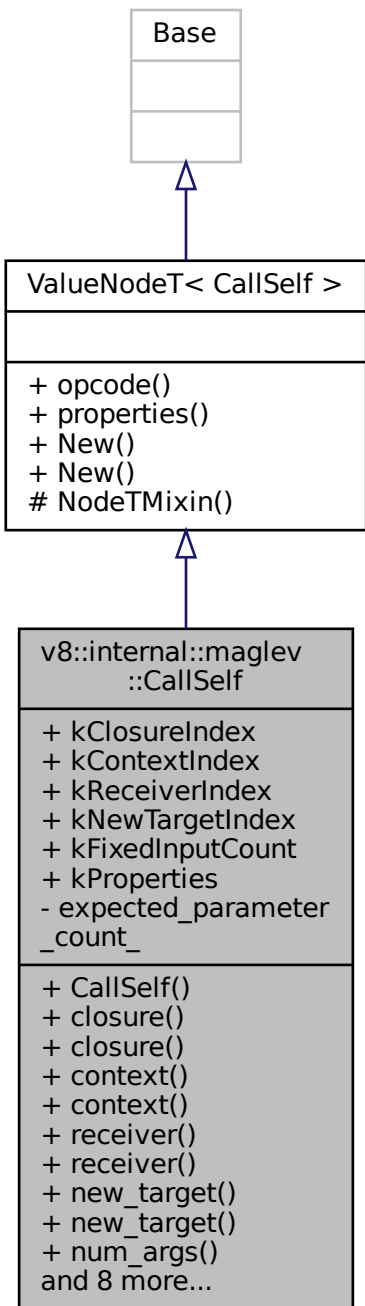 Base
ValueNodeT< CallSelf >
+ opcode()
+ properties()
+ New()
+ New()
# NodeTMixin()
v8::internal::maglev
::CallSelf
+ kClosureIndex
+ kContextIndex
+ kReceiverIndex
+ kNewTargetIndex
+ kFixedInputCount
+ kProperties
- expected_parameter
_count_
+ CallSelf()
+ closure()
+ closure()
+ context()
+ context()
+ receiver()
+ receiver()
+ new_target()
+ new_target()
+ num_args()
and 8 more...